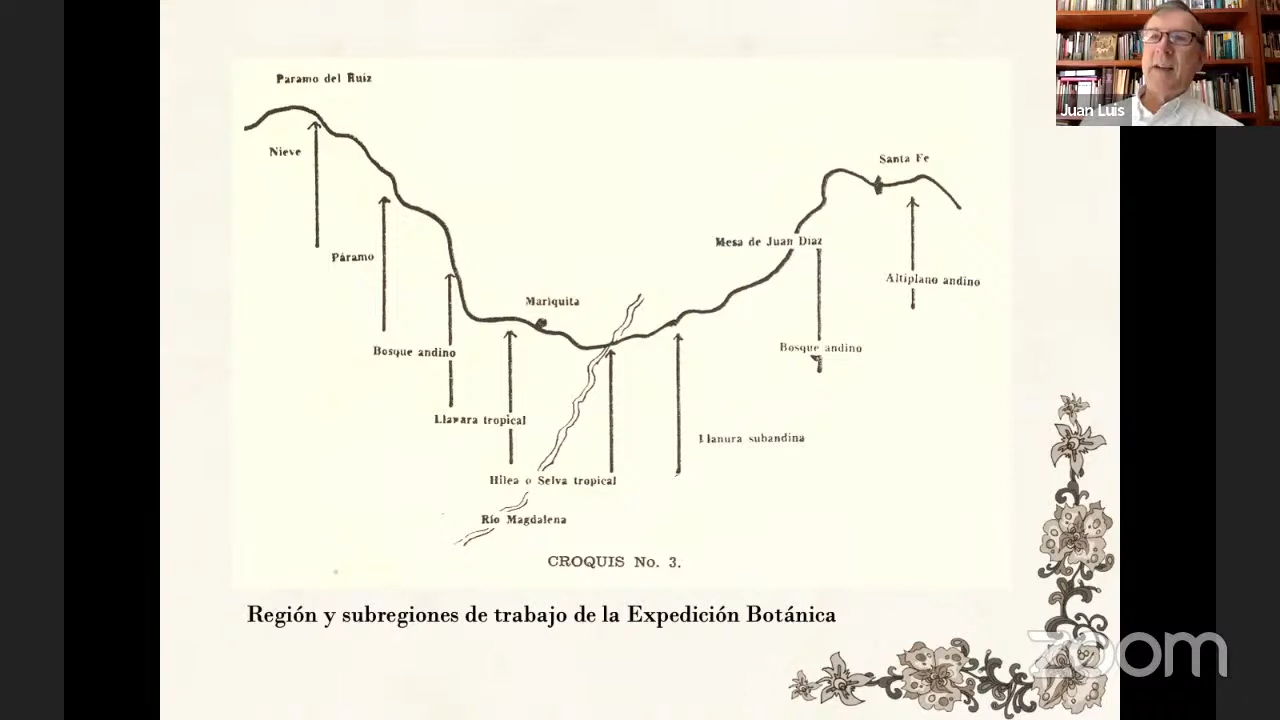 Paramo del Ruiz
Juan Luis
Nieve
Santa Fe
Páramo
Mesa de Juan Diaz
Altiplano andino
Mariquita
Bosque andino
Bosque andino
Llavara tropical
Llanura subandina
Hilea o Selva tropical
Río Magdalena
CROQUIS No. 3.
Región y subregiones de trabajo de la Expedición Botánica
zoom